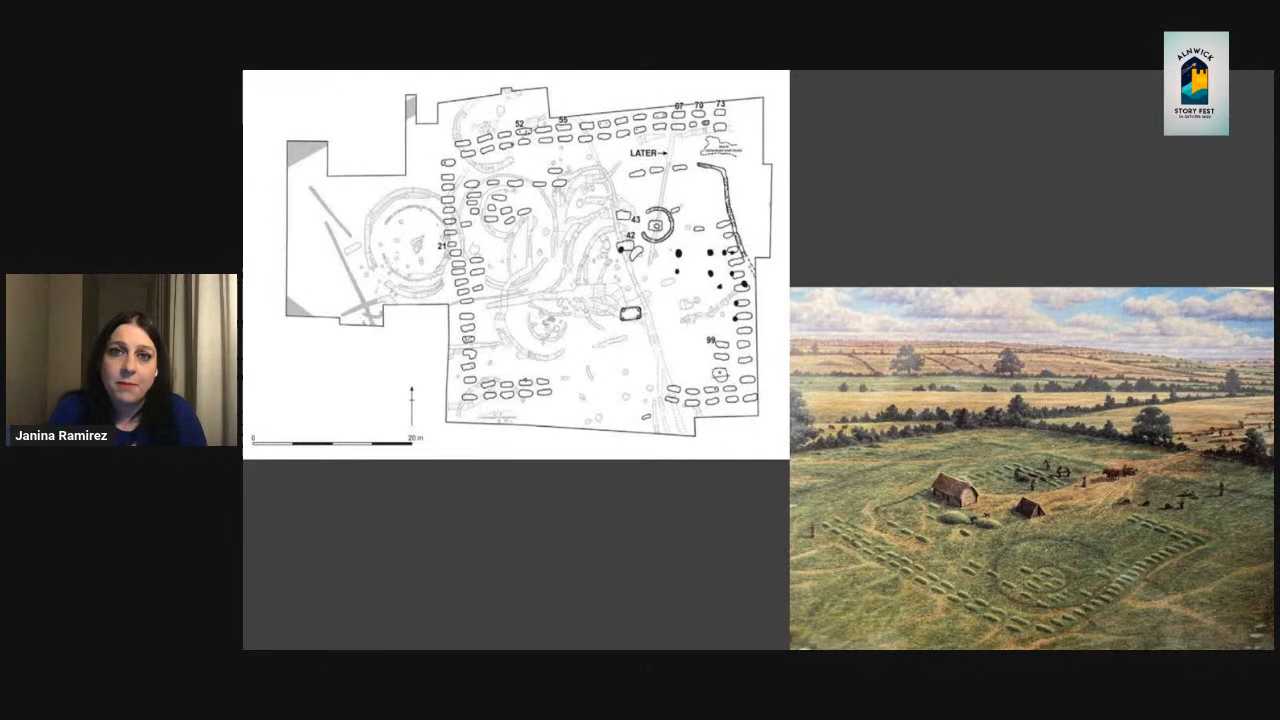 ALNWICK
STORY FEST
52
55
67 70 73
LATER
43
42
21
99
0
20 m
Janina Ramirez